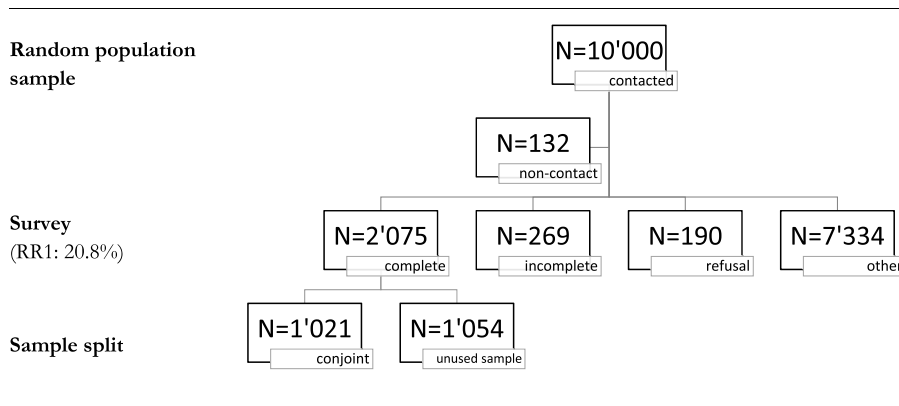 Random population
sample
N=10'000
contacted
N=132
non-contact
Survey
(RR1: 20.8%)
N=2'075
complete
N=269
incomplete
N=190
refusal
N=7'334
other
Sample split
N=1'021
conjoint
N=1'054
unused sample